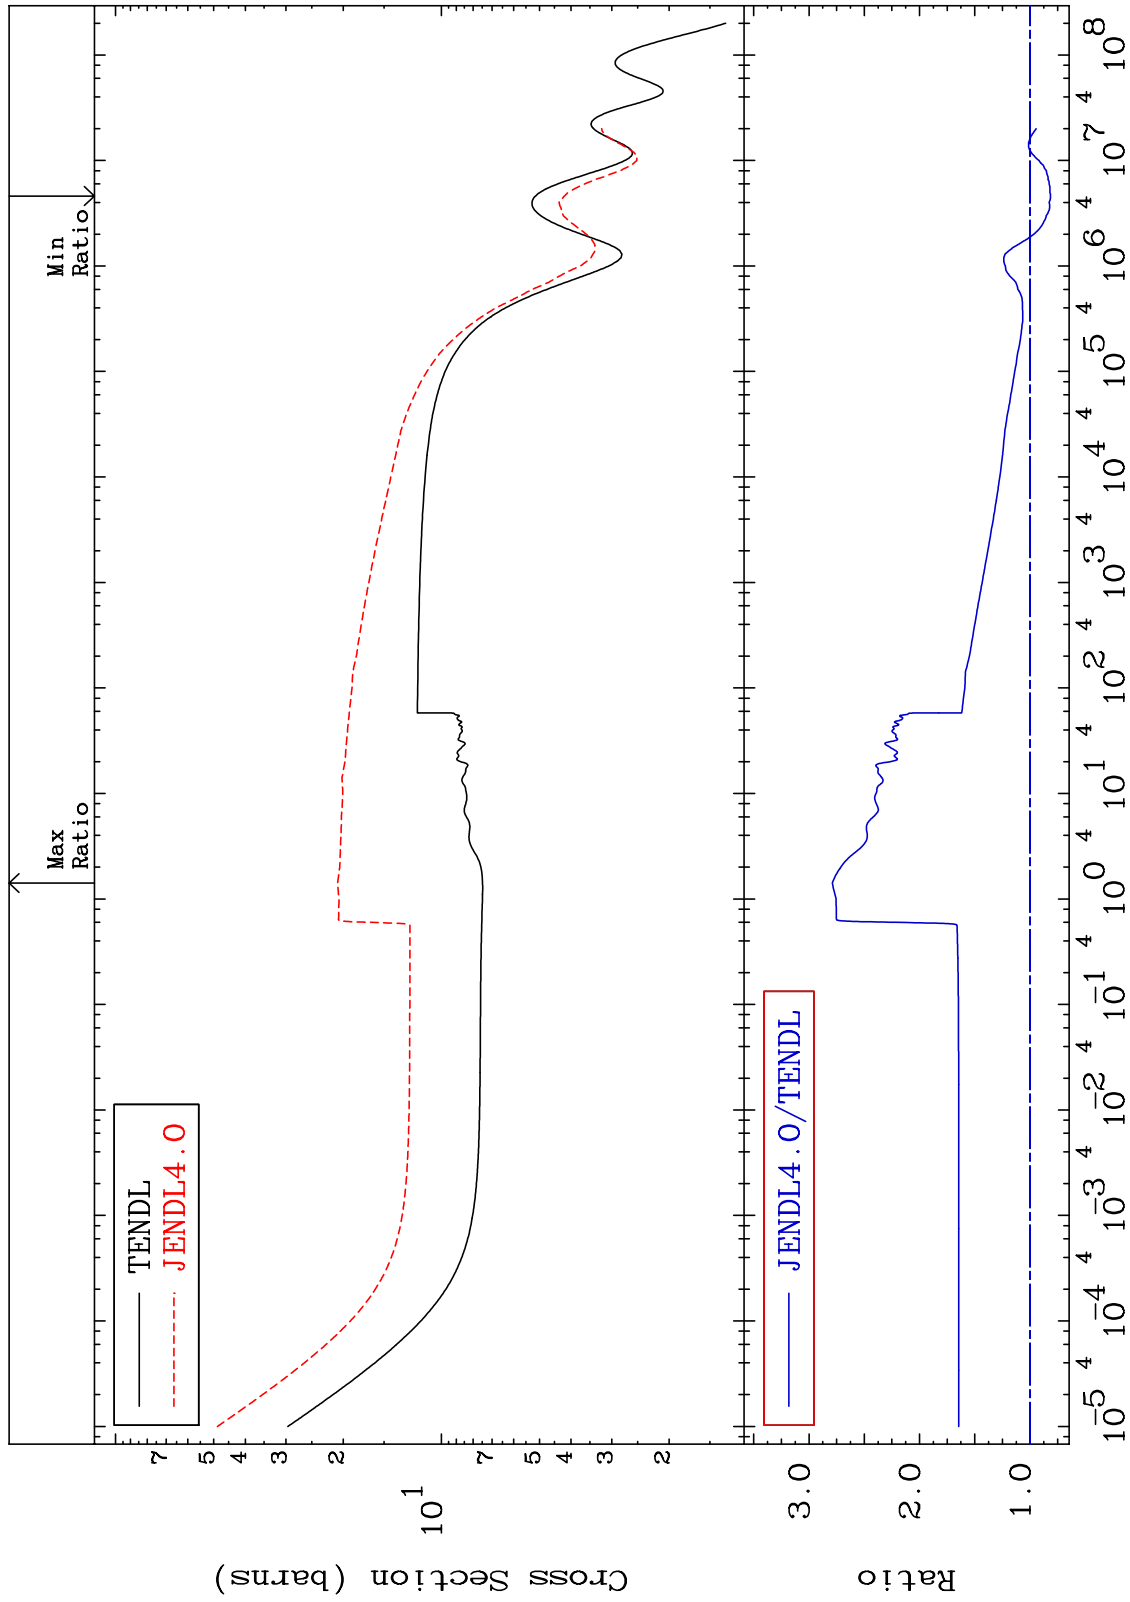 Max
Ratio
Min
Ratio
TENDL
JENDL4.0
7
5
4
3
2
10^1
7
5
4
3
2
Cross Section (barns)
JENDL4.0/TENDL
3.0
2.0
1.0
Ratio
10^-5 4 10^-4 4 10^-3 4 10^-2 4 10^-1 4 10^0 4 10^1 4 10^2 4 10^3 4 10^4 4 10^5 4 10^6 4 10^7 4 10^8